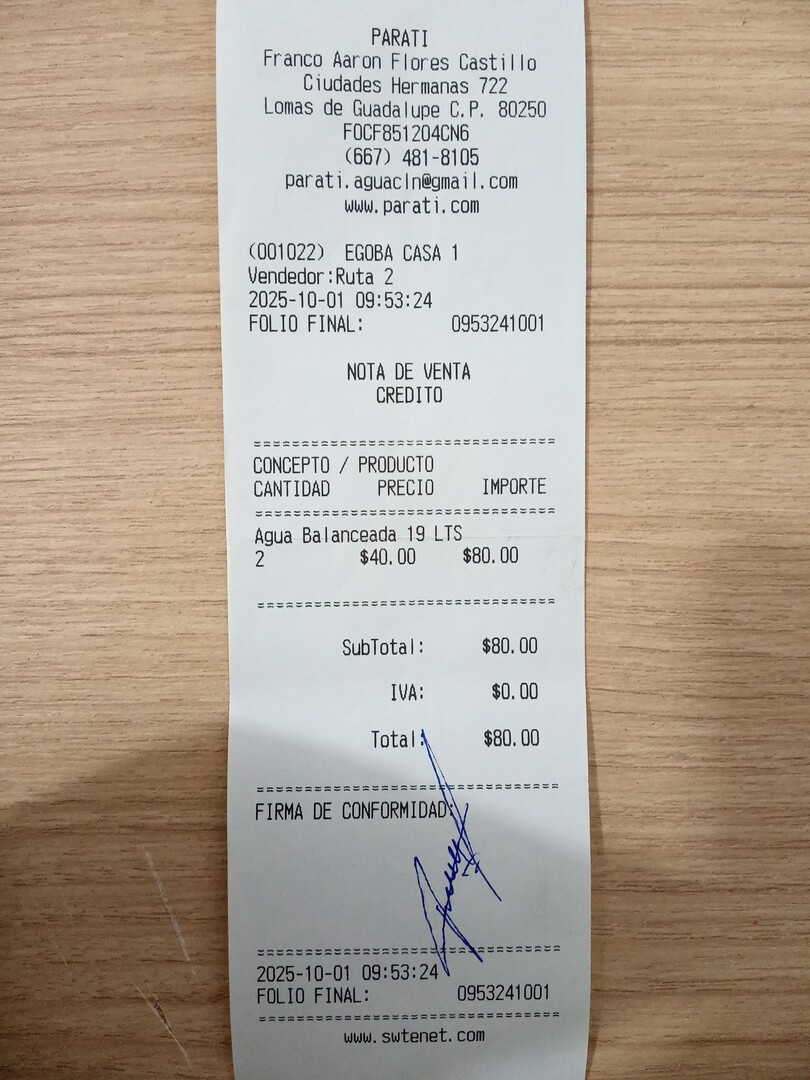 PARATI
Franco Aaron Flores Castillo
Ciudades Hermanas 722
Lomas de Guadalupe C.P. 80250
FOCF851204CN6
(667) 481-8105
parati.aguacln@gmail.com
www.parati.com
(001022) EGOBA CASA 1
Vendedor:Ruta 2
2025-10-01 09:53:24
FOLIO FINAL: 0953241001
NOTA DE VENTA
CREDITO
CONCEPTO / PRODUCTO
CANTIDAD PRECIO IMPORTE
Agua Balanceada 19 LTS
2 $40.00 $80.00
SubTotal: $80.00
IVA: $0.00
Total: $80.00
FIRMA DE CONFORMIDAD:
2025-10-01 09:53:24
FOLIO FINAL: 0953241001
www.swtenet.com